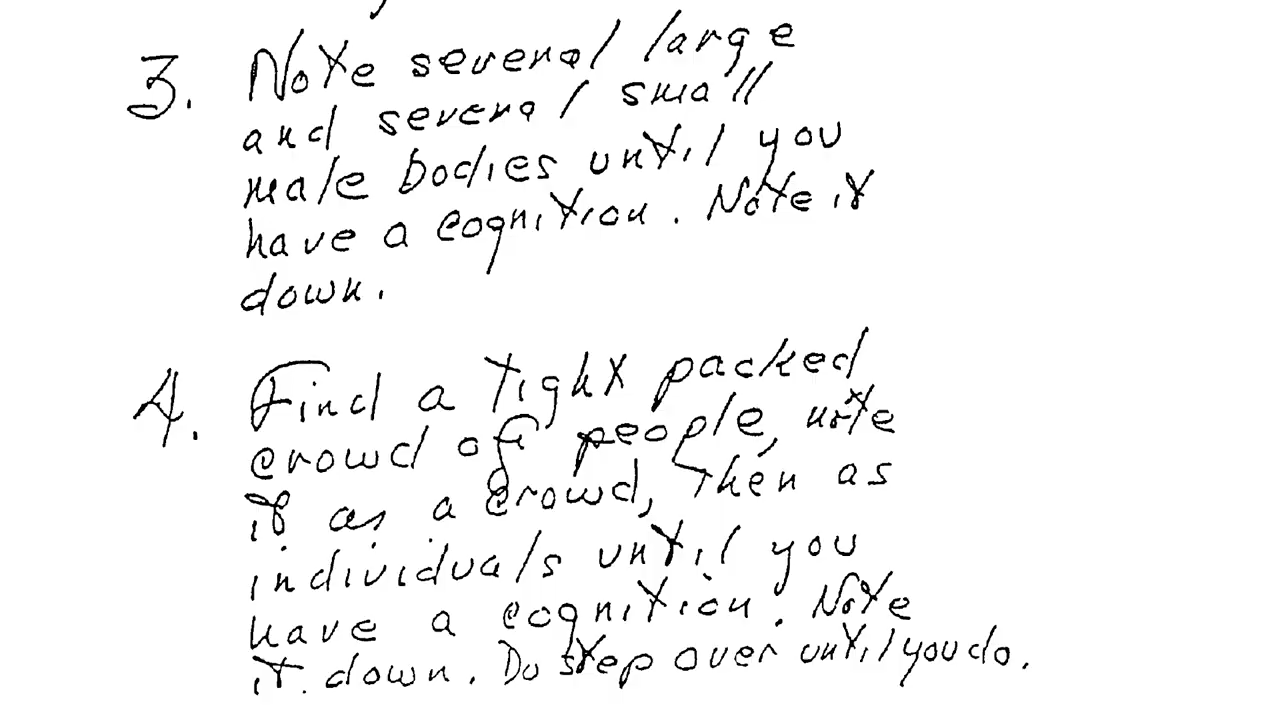 3. Note several large
and several small
male bodies until you
have a cognition. Note it
down.
4. Find a tight packed
crowd of people, note
it as a crowd, then as
individuals until you
have a cognition. Note
it down. Do step over until you do.